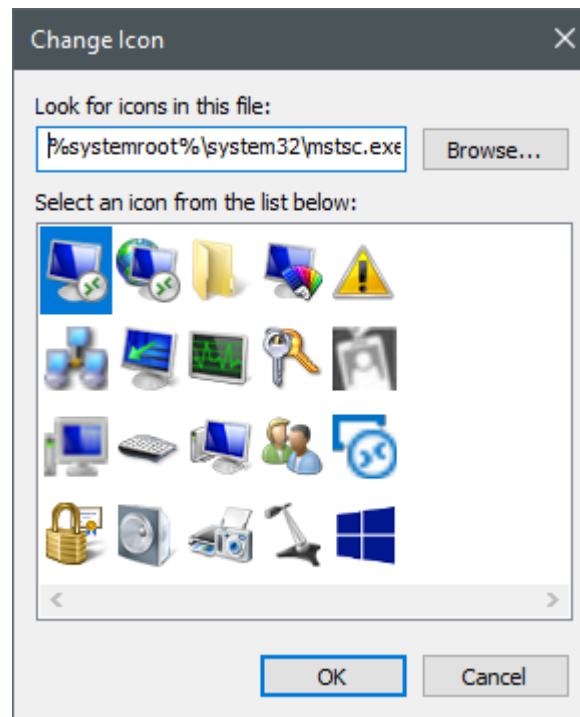 Change Icon
Look for icons in this file:
%systemroot%\system32\mstsc.exe
Browse...
Select an icon from the list below:
OK
Cancel